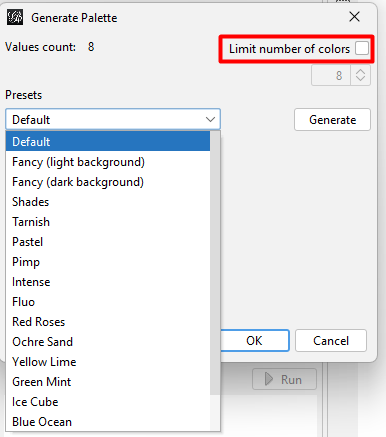 Generate Palette
Values count: 8
Limit number of colors
8
Presets
Default
Generate
Default
Fancy (light background)
Fancy (dark background)
Shades
Tarnish
Pastel
Pimp
Intense
Fluo
Red Roses
Ochre Sand
Yellow Lime
Green Mint
Ice Cube
Blue Ocean
OK
Cancel
Run